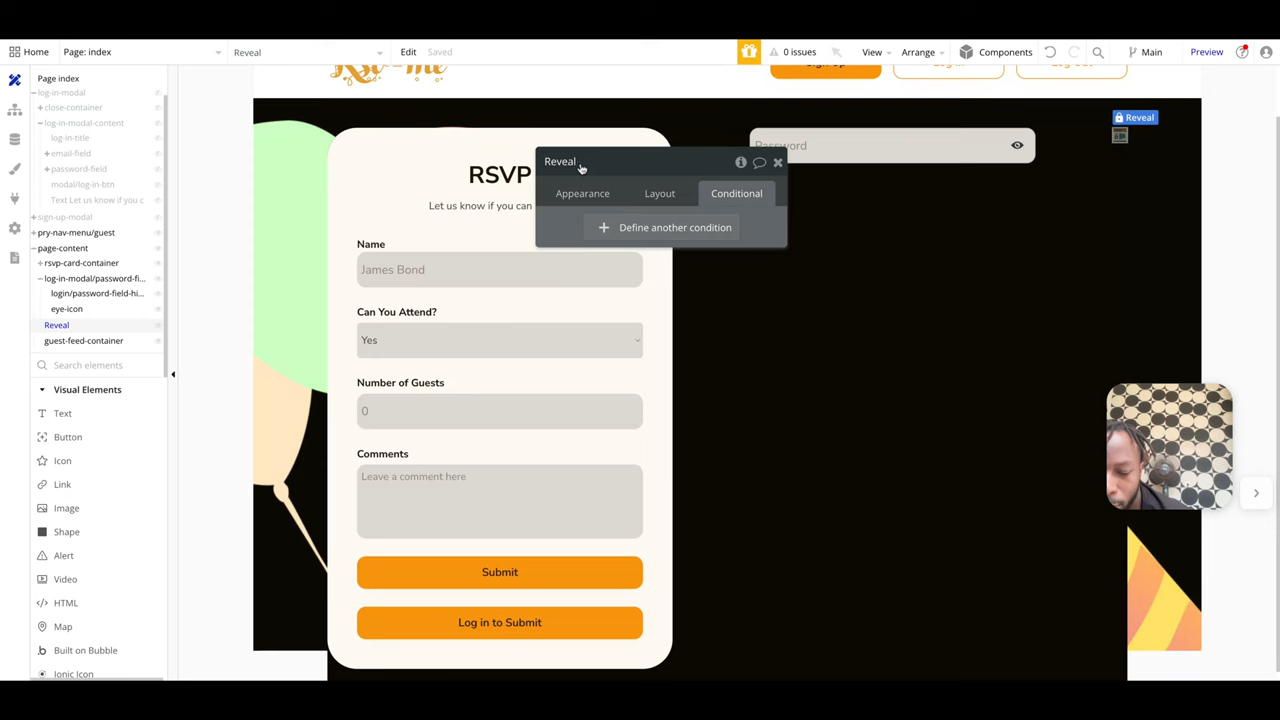 Home
Page: index
Reveal
Edit
Saved
0 issues
View
Arrange
Components
Main
Preview
Page index
log-in-modal
close-container
log-in-modal-content
log-in-title
email-field
password-field
modal/log-in-btn
Text Let us know if you c
sign-up-modal
pry-nav-menu/guest
page-content
rsvp-card-container
log-in-modal/password-fi...
login/password-field-hi...
eye-icon
Reveal
guest-feed-container
Search elements
Visual Elements
Text
Button
Icon
Link
Image
Shape
Alert
Video
HTML
Map
Built on Bubble
Ionic Icon
Sign Up
Log In
Log Out
Reveal
Password
RSVP
Let us know if you can
Name
James Bond
Can You Attend?
Yes
Number of Guests
0
Comments
Leave a comment here
Submit
Log in to Submit
Reveal
Appearance
Layout
Conditional
Define another condition